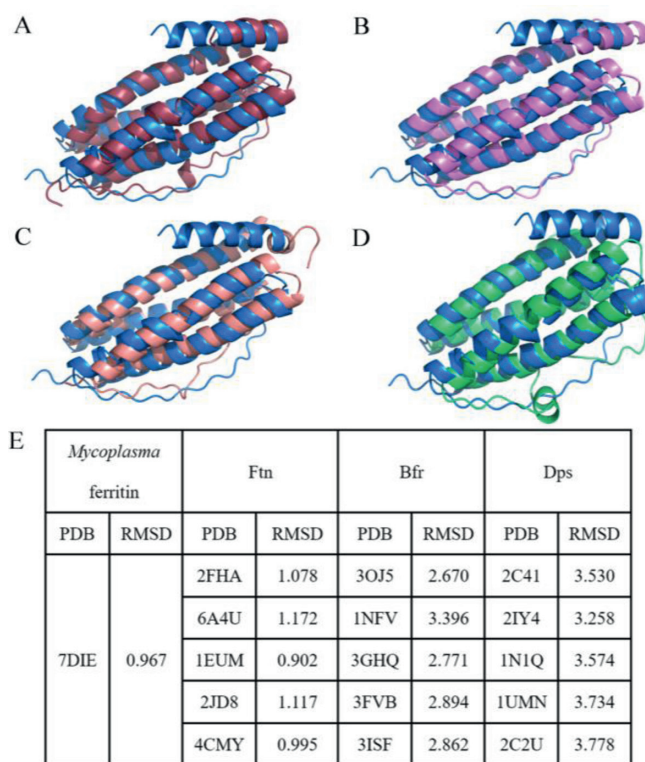 A
B
C
D
E
Mycoplasma ferritin Ftn Bfr Dps
PDB RMSD PDB RMSD PDB RMSD PDB RMSD
7DIE 0.967 2FHA 1.078 3OJ5 2.670 2C41 3.530
6A4U 1.172 1NFV 3.396 2IY4 3.258
1EUM 0.902 3GHQ 2.771 1N1Q 3.574
2JD8 1.117 3FVB 2.894 1UMN 3.734
4CMY 0.995 3ISF 2.862 2C2U 3.778